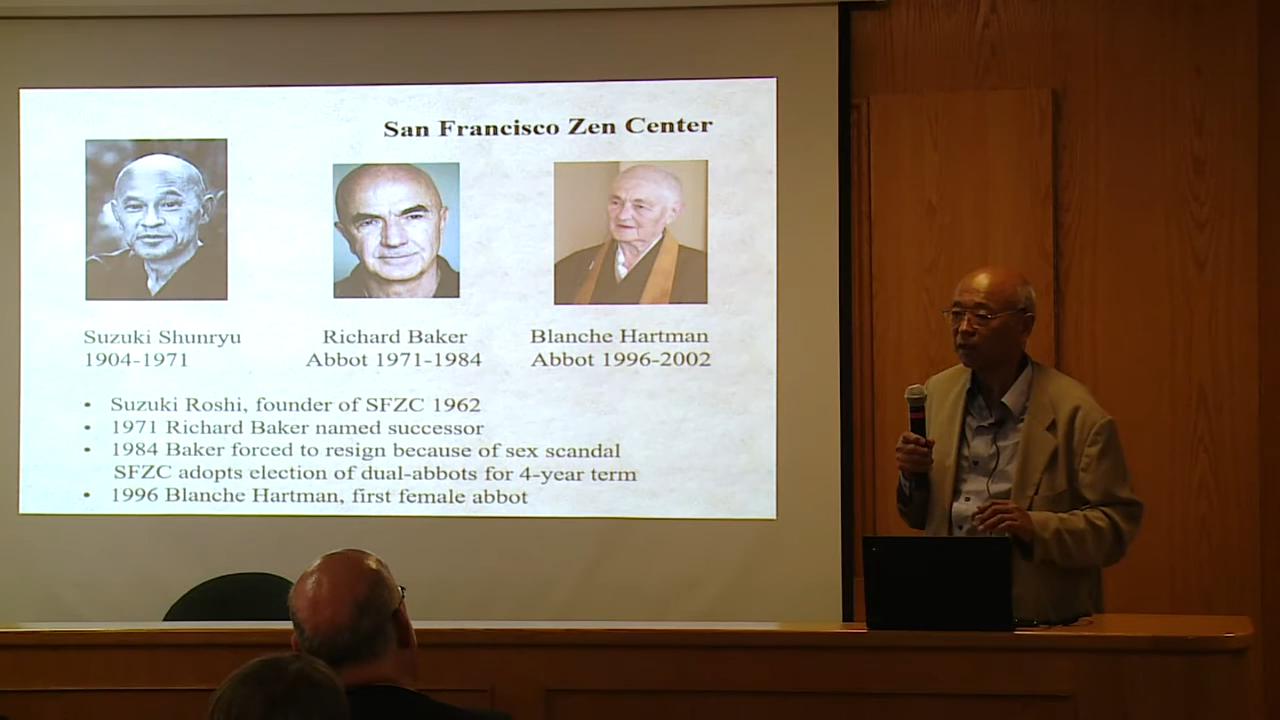 San Francisco Zen Center
Suzuki Shunryu
1904-1971
Richard Baker
Abbot 1971-1984
Blanche Hartman
Abbot 1996-2002
• Suzuki Roshi, founder of SFZC 1962
• 1971 Richard Baker named successor
• 1984 Baker forced to resign because of sex scandal
SFZC adopts election of dual-abbots for 4-year term
• 1996 Blanche Hartman, first female abbot